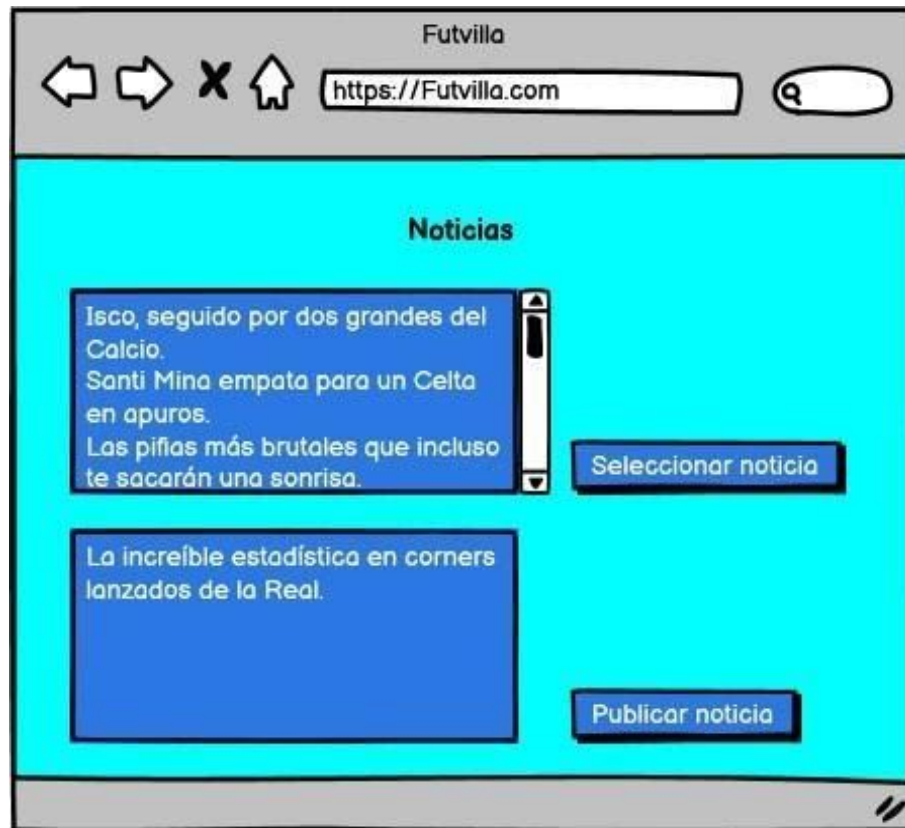 Futvilla
https://Futvilla.com
Noticias
Isco, seguido por dos grandes del
Calcio.
Santi Mina empata para un Celta
en apuros.
Las pifias más brutales que incluso
te sacarán una sonrisa.
Seleccionar noticia
La increíble estadística en corners
lanzados de la Real.
Publicar noticia